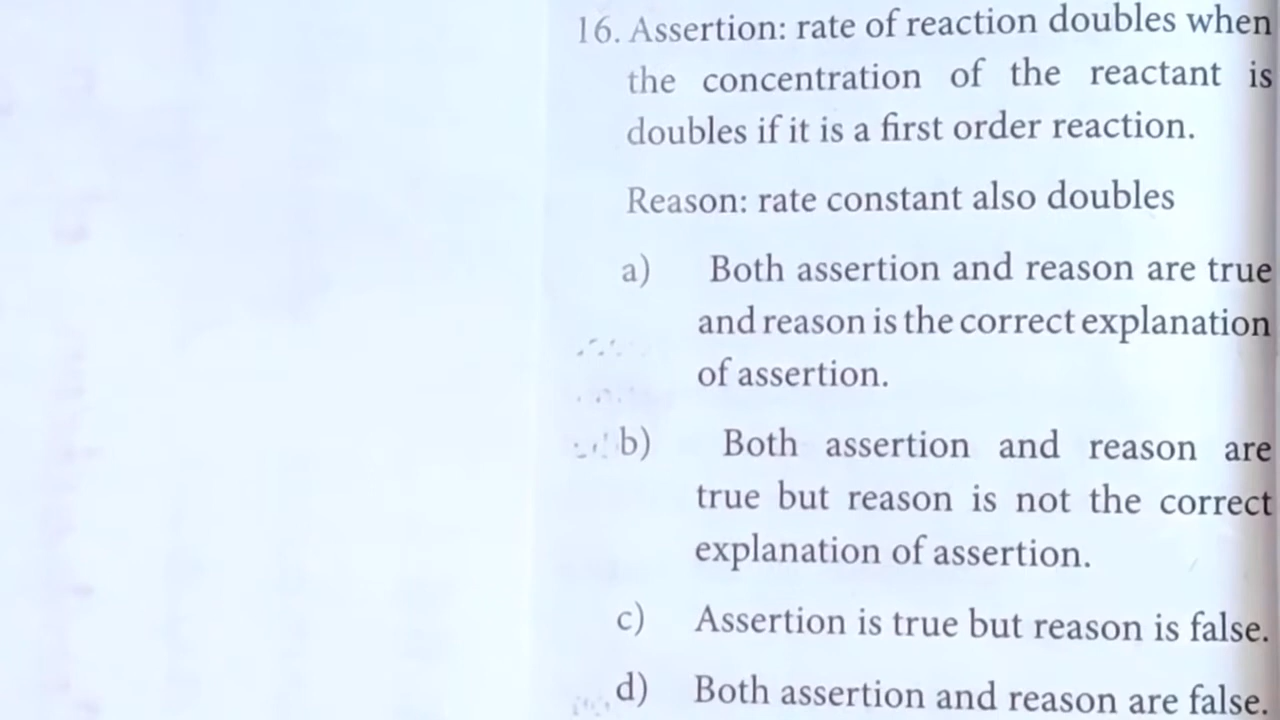 16. Assertion: rate of reaction doubles when
the concentration of the reactant is
doubles if it is a first order reaction.
Reason: rate constant also doubles
a) Both assertion and reason are true
and reason is the correct explanation
of assertion.
b) Both assertion and reason are
true but reason is not the correct
explanation of assertion.
c) Assertion is true but reason is false.
d) Both assertion and reason are false.